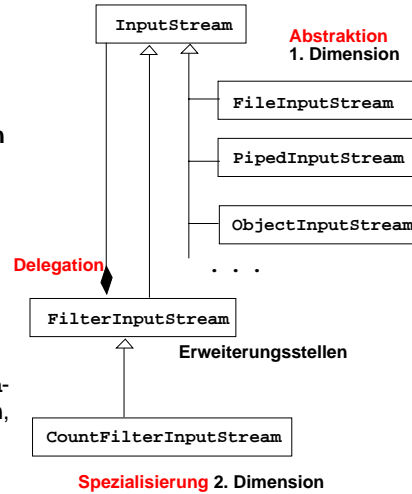 InputStream
Abstraktion
1. Dimension
FileInputStream
n
PipedInputStream
ObjectInputStream
Delegation
. . .
FilterInputStream
Erweiterungsstellen
a-
n,
CountFilterInputStream
Spezialisierung 2. Dimension